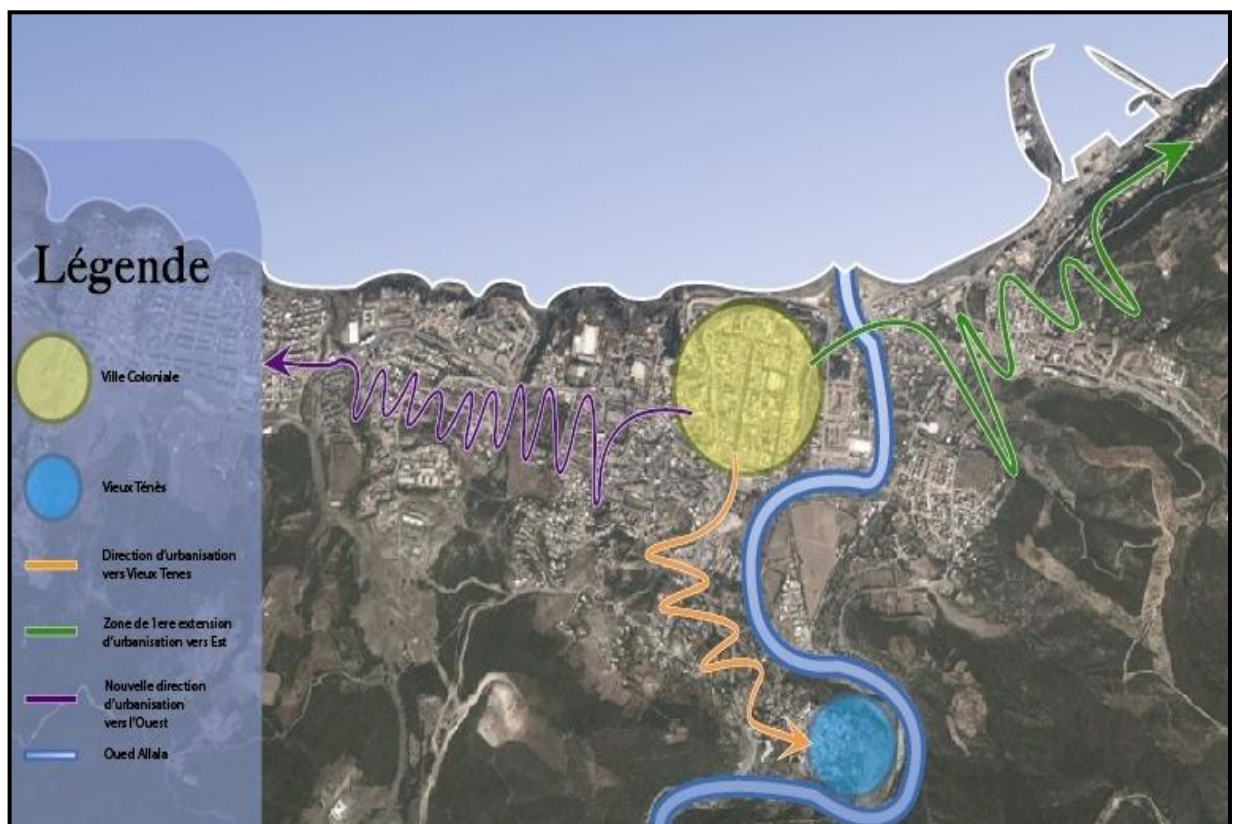 Légende
Ville Coloniale
Vieux Ténès
Direction d'urbanisation
vers Vieux Tenes
Zone de 1ere extension
d'urbanisation vers Est
Nouvelle direction
d'urbanisation
vers l'Ouest
Oued Allala